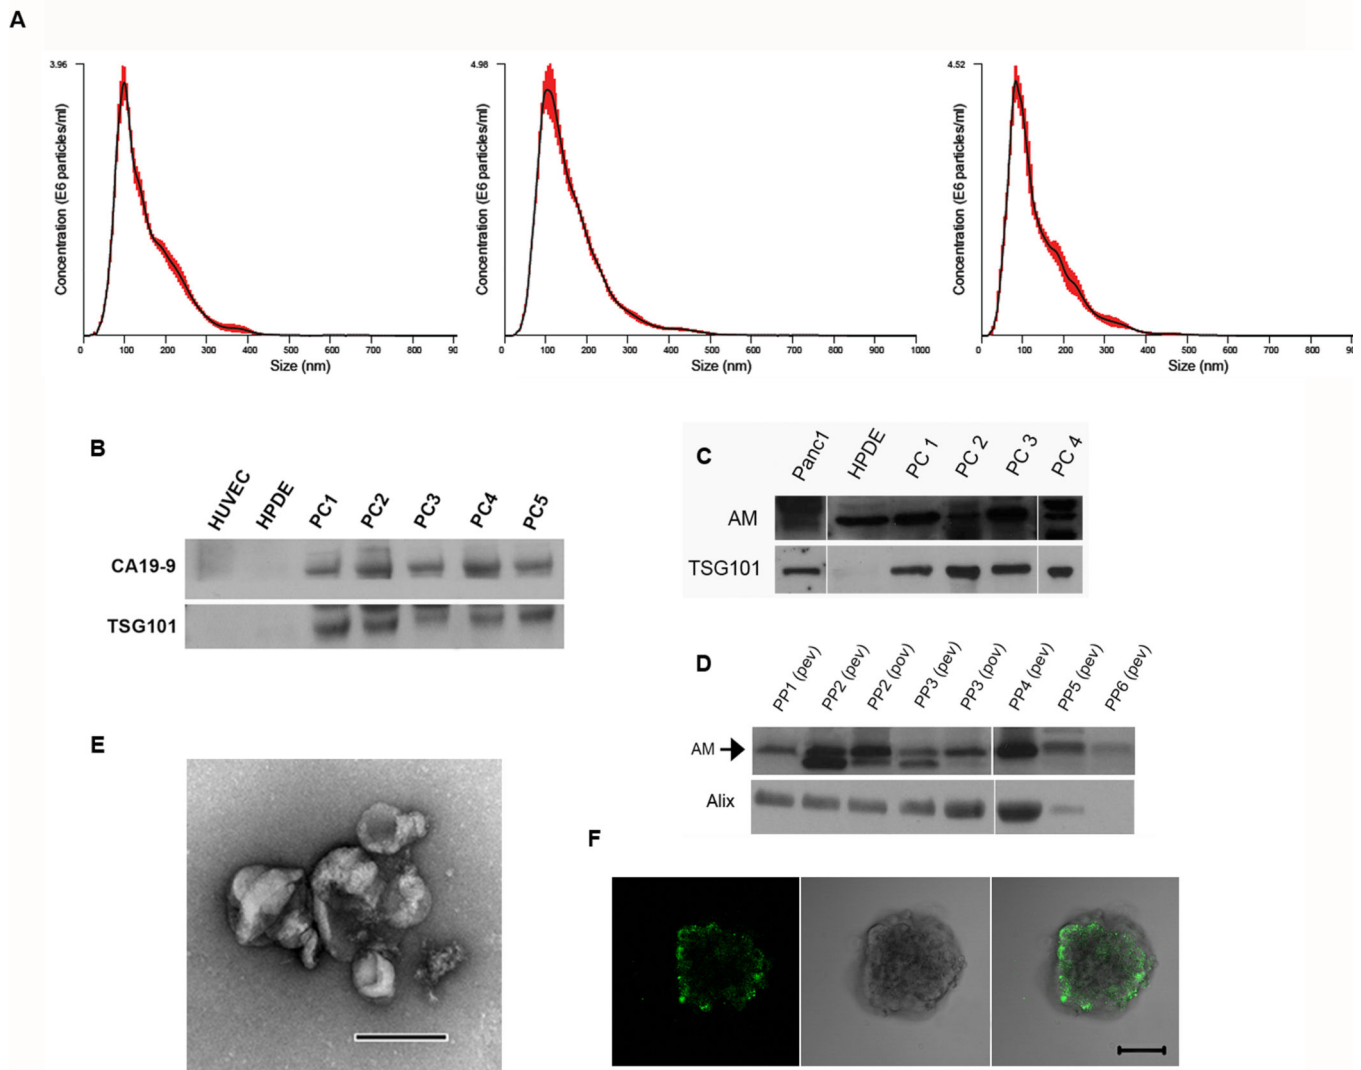 A
3.96
Concentration (E6 particles/ml)
0 100 200 300 400 500 600 700 800 90
Size (nm)
4.98
Concentration (E6 particles/ml)
0 100 200 300 400 500 600 700 800 900 1000
Size (nm)
4.52
Concentration (E6 particles/ml)
0 100 200 300 400 500 600 700 800 90
Size (nm)
B
HUVEC HPDE PC1 PC2 PC3 PC4 PC5
CA19-9
TSG101
C
Panc1 HPDE PC 1 PC 2 PC 3 PC 4
AM
TSG101
D
PP1 (pev) PP2 (pev) PP2 (pov) PP3 (pev) PP3 (pov) PP4 (pev) PP5 (pev) PP6 (pev)
AM
Alix
E
F